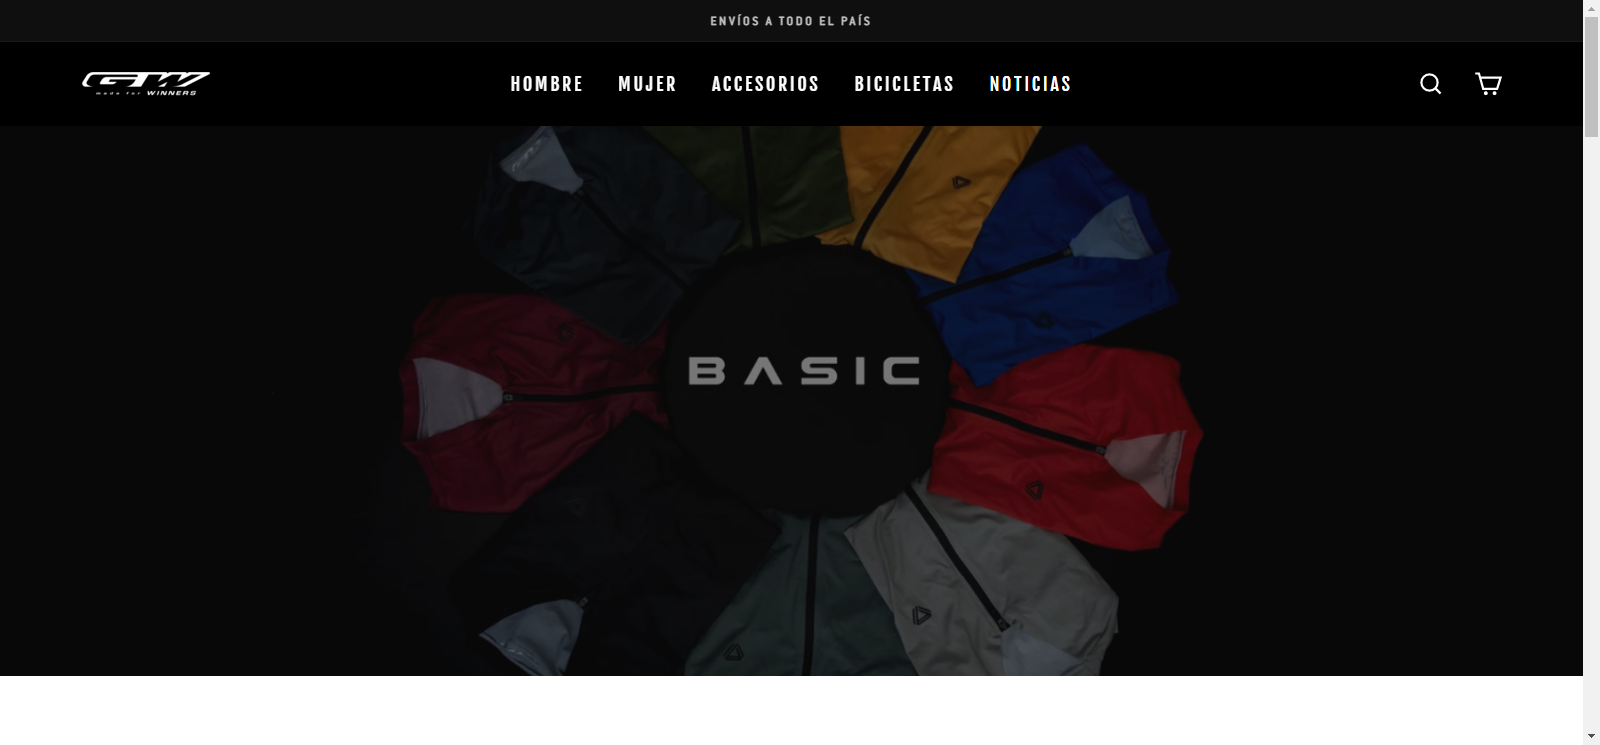 ENVÍOS A TODO EL PAÍS
GW
made for WINNERS
HOMBRE MUJER ACCESORIOS BICICLETAS NOTICIAS
BASIC